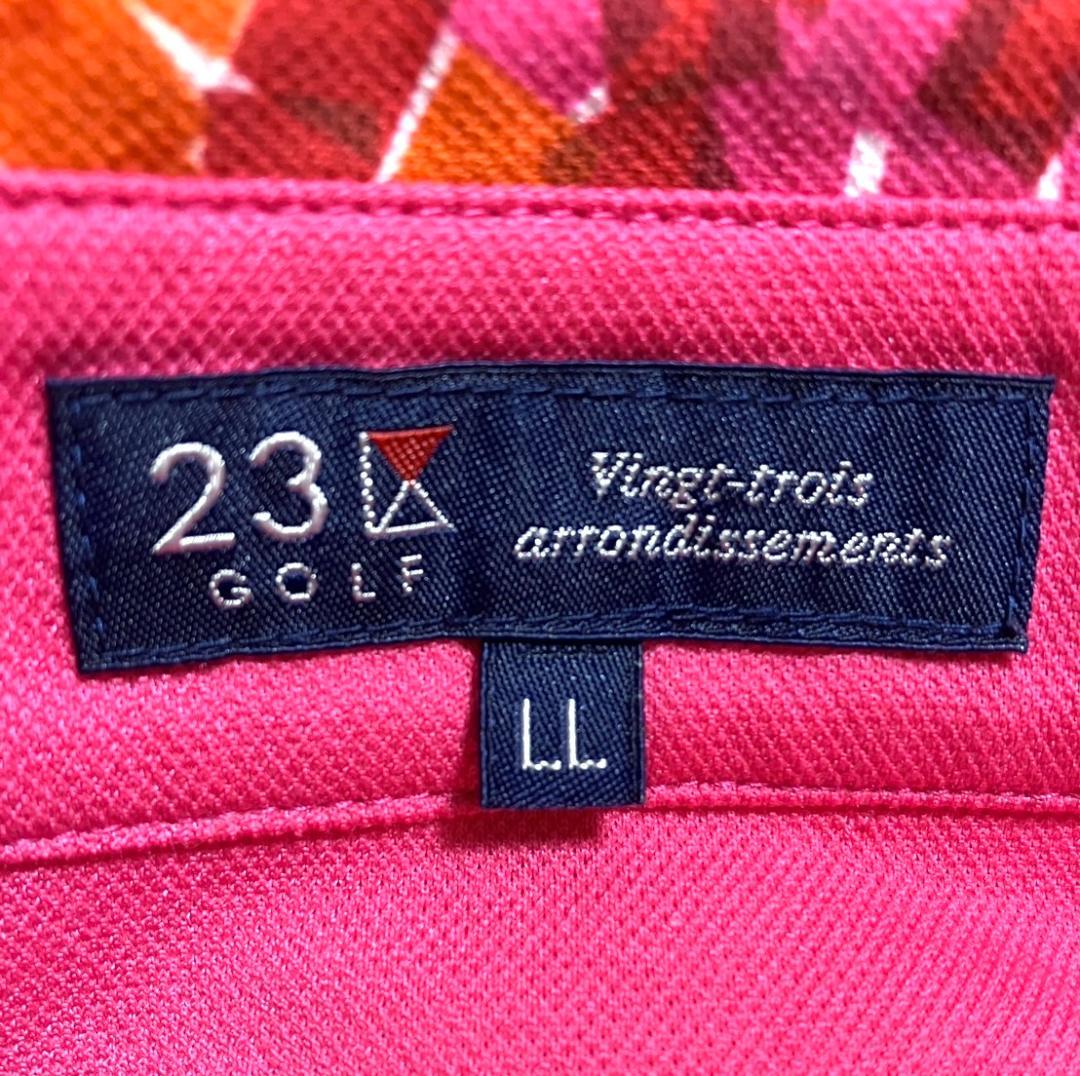 23
GOLF
Vingt-trois
arrondissements
LL